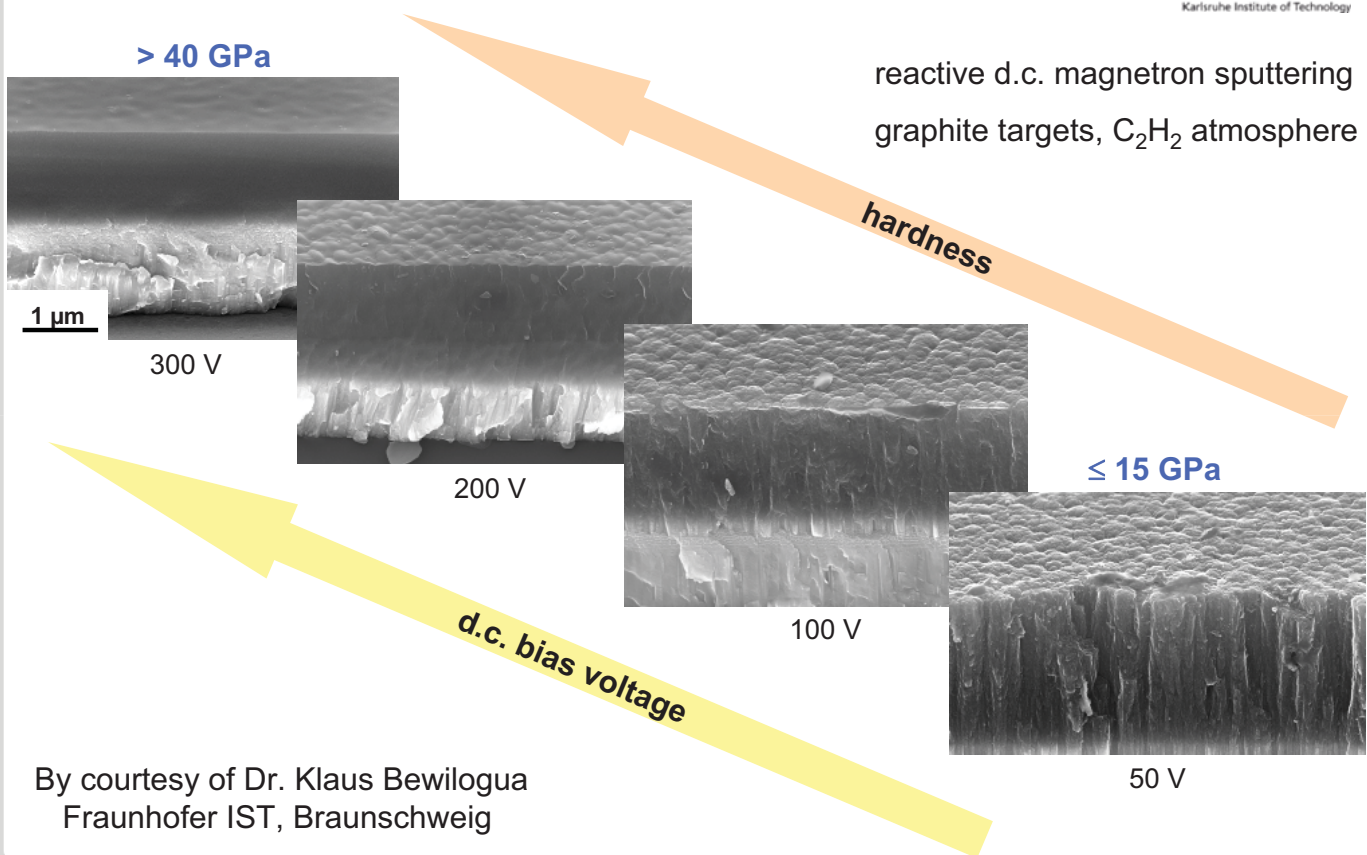 Karlsruhe Institute of Technology
> 40 GPa
reactive d.c. magnetron sputtering
graphite targets, C₂H₂ atmosphere
hardness
1 µm
300 V
200 V
≤ 15 GPa
100 V
d.c. bias voltage
50 V
By courtesy of Dr. Klaus Bewilogua
Fraunhofer IST, Braunschweig